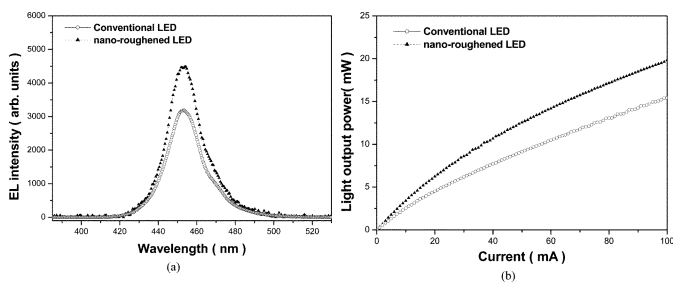 Conventional LED
nano-roughened LED
EL intensity ( arb. units )
6000
5000
4000
3000
2000
1000
0
400
420
440
460
480
500
520
Wavelength ( nm )
(a)
Conventional LED
nano-roughened LED
Light output power( mW )
25
20
15
10
5
0
0
20
40
60
80
100
Current ( mA )
(b)